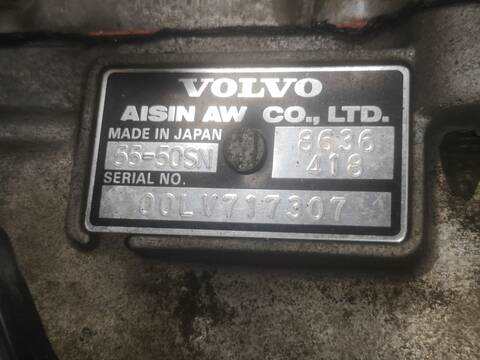 VOLVO
AISIN AW CO., LTD.
MADE IN JAPAN 8636
55-50SN 418
SERIAL NO.
00LV717307